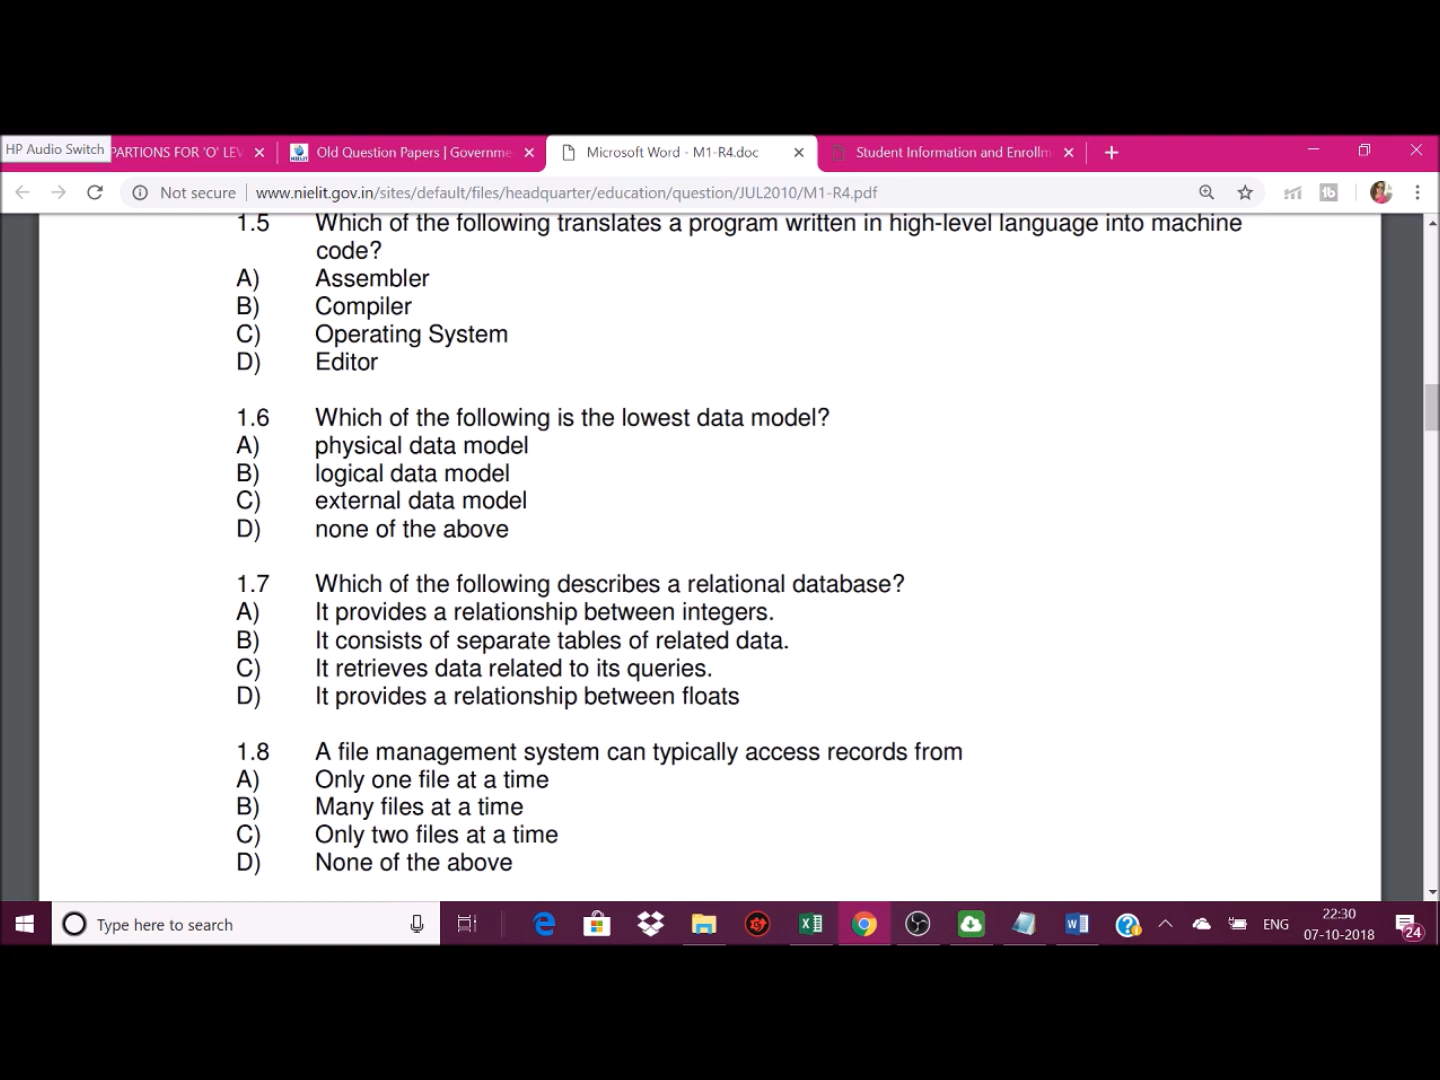 HP Audio Switch
PARTIONS FOR 'O' LEV
Old Question Papers | Governme
Microsoft Word - M1-R4.doc
Student Information and Enrollm
Not secure
www.nielit.gov.in/sites/default/files/headquarter/education/question/JUL2010/M1-R4.pdf
1.5 Which of the following translates a program written in high-level language into machine
code?
A) Assembler
B) Compiler
C) Operating System
D) Editor
1.6 Which of the following is the lowest data model?
A) physical data model
B) logical data model
C) external data model
D) none of the above
1.7 Which of the following describes a relational database?
A) It provides a relationship between integers.
B) It consists of separate tables of related data.
C) It retrieves data related to its queries.
D) It provides a relationship between floats
1.8 A file management system can typically access records from
A) Only one file at a time
B) Many files at a time
C) Only two files at a time
D) None of the above
Type here to search
ENG
22:30
07-10-2018
24